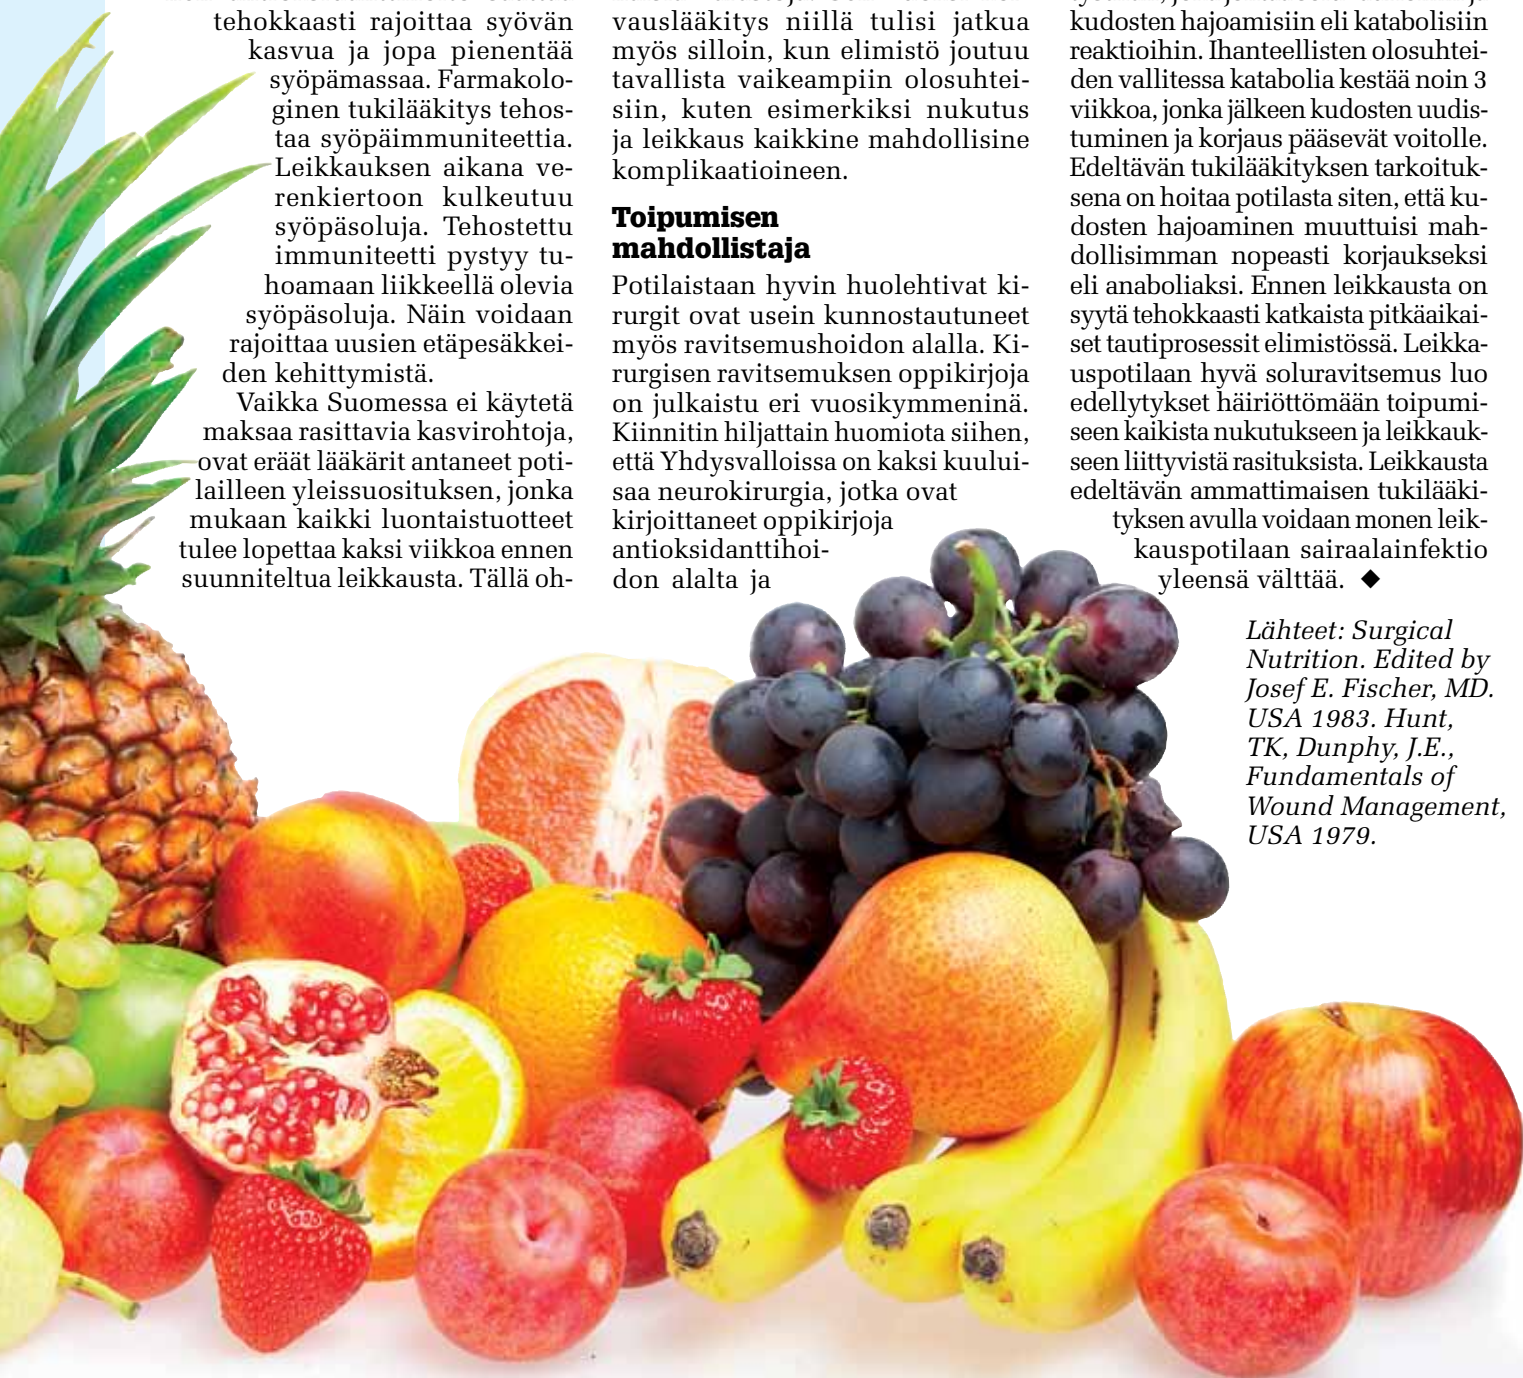 tehokkaasti rajoittaa syövän
kasvua ja jopa pienentää
syöpämassaa. Farmakolo-
ginen tukilääkitys tehos-
taa syöpäimmuniteettia.
Leikkauksen aikana ve-
renkiertoon kulkeutuu
syöpäsoluja. Tehostettu
immuniteetti pystyy tu-
hoamaan liikkeellä olevia
syöpäsoluja. Näin voidaan
rajoittaa uusien etäpesäkkei-
den kehittymistä.
Vaikka Suomessa ei käytetä
maksaa rasittavia kasvirohtoja,
ovat eräät lääkärit antaneet poti-
lailleen yleissuosituksen, jonka
mukaan kaikki luontaistuotteet
tulee lopettaa kaksi viikkoa ennen
suunniteltua leikkausta. Tällä oh-
vauslääkitys niillä tulisi jatkua
myös silloin, kun elimistö joutuu
tavallista vaikeampiin olosuhtei-
siin, kuten esimerkiksi nukutus
ja leikkaus kaikkine mahdollisine
komplikaatioineen.
Toipumisen
mahdollistaja
Potilaistaan hyvin huolehtivat ki-
rurgit ovat usein kunnostautuneet
myös ravitsemushoidon alalla. Ki-
rurgisen ravitsemuksen oppikirjoja
on julkaistu eri vuosikymmeninä.
Kiinnitin hiljattain huomiota siihen,
että Yhdysvalloissa on kaksi kuului-
saa neurokirurgia, jotka ovat
kirjoittaneet oppikirjoja
antioksidanttihoi-
don alalta ja
kudosten hajoamisiin eli katabolisiin
reaktioihin. Ihanteellisten olosuhtei-
den vallitessa katabolia kestää noin 3
viikkoa, jonka jälkeen kudosten uudis-
tuminen ja korjaus pääsevät voitolle.
Edeltävän tukilääkityksen tarkoituk-
sena on hoitaa potilasta siten, että ku-
dosten hajoaminen muuttuisi mah-
dollisimman nopeasti korjaukseksi
eli anaboliaksi. Ennen leikkausta on
syytä tehokkaasti katkaista pitkäaikai-
set tautiprosessit elimistössä. Leikka-
uspotilaan hyvä soluravitsemus luo
edellytykset häiriöttömään toipumi-
seen kaikista nukutukseen ja leikkauk-
seen liittyvistä rasituksista. Leikkausta
edeltävän ammattimaisen tukilääki-
tyksen avulla voidaan monen leik-
kauspotilaan sairaalainfektio
yleensä välttää. ◆
Lähteet: Surgical
Nutrition. Edited by
Josef E. Fischer, MD.
USA 1983. Hunt,
TK, Dunphy, J.E.,
Fundamentals of
Wound Management,
USA 1979.